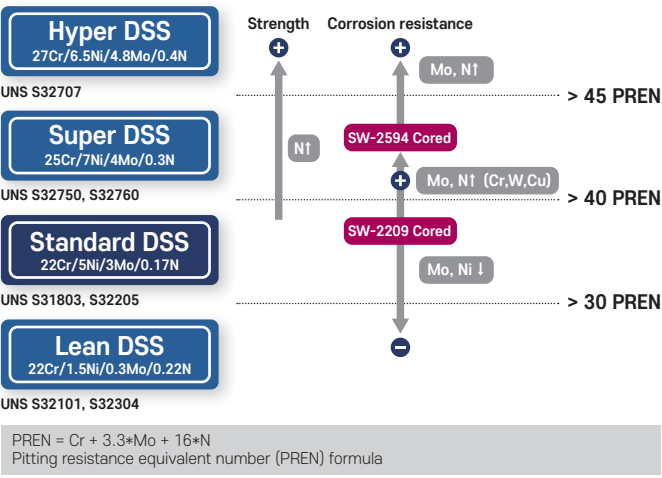 Hyper DSS
27Cr/6.5Ni/4.8Mo/0.4N
UNS S32707
Strength
Corrosion resistance
+
+
Mo, N↑
> 45 PREN
Super DSS
25Cr/7Ni/4Mo/0.3N
UNS S32750, S32760
N↑
SW-2594 Cored
+
Mo, N↑ (Cr,W,Cu)
> 40 PREN
Standard DSS
22Cr/5Ni/3Mo/0.17N
UNS S31803, S32205
SW-2209 Cored
Mo, Ni ↓
> 30 PREN
Lean DSS
22Cr/1.5Ni/0.3Mo/0.22N
UNS S32101, S32304
−
PREN = Cr + 3.3*Mo + 16*N
Pitting resistance equivalent number (PREN) formula